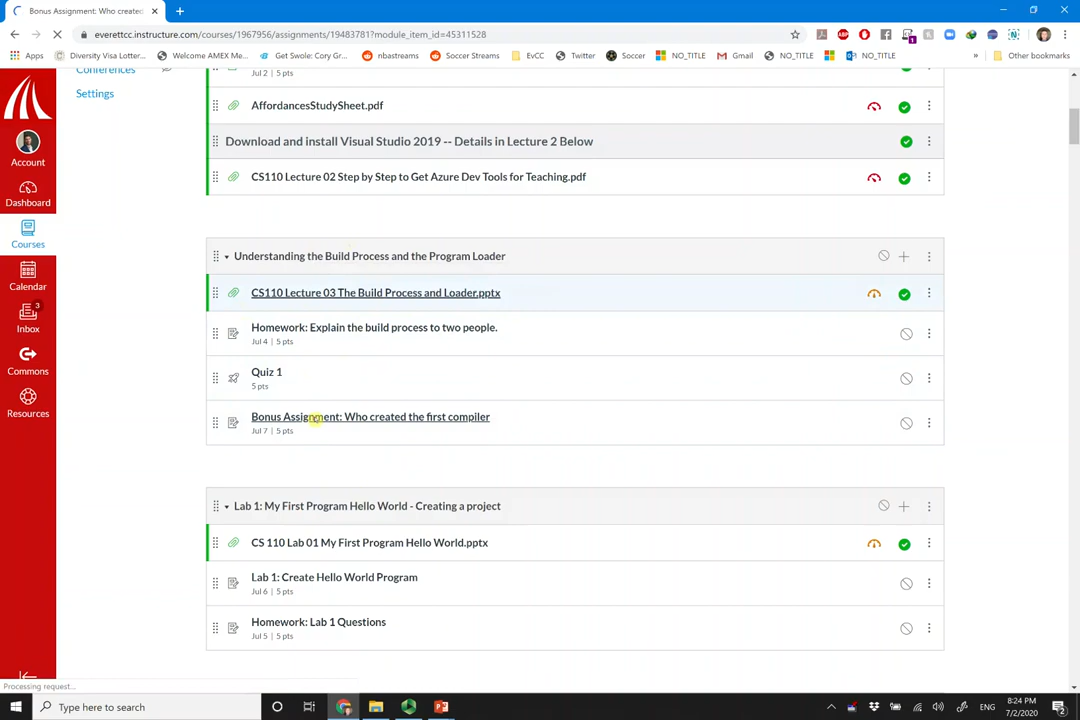 Bonus Assignment: Who created
everettcc.instructure.com/courses/1967956/assignments/19483781?module_item_id=45311528
Apps Diversity Visa Lotter... Welcome AMEX Me... Get Swole: Cory Gr... nbastreams Soccer Streams EvCC Twitter Soccer NO_TITLE Gmail NO_TITLE NO_TITLE » Other bookmarks
Conferences
Settings
Account
Dashboard
Courses
Calendar
3
Inbox
Commons
Resources
Jul 2 | 5 pts
AffordancesStudySheet.pdf
Download and install Visual Studio 2019 -- Details in Lecture 2 Below
CS110 Lecture 02 Step by Step to Get Azure Dev Tools for Teaching.pdf
Understanding the Build Process and the Program Loader
CS110 Lecture 03 The Build Process and Loader.pptx
Homework: Explain the build process to two people.
Jul 4 | 5 pts
Quiz 1
5 pts
Bonus Assignment: Who created the first compiler
Jul 7 | 5 pts
Lab 1: My First Program Hello World - Creating a project
CS 110 Lab 01 My First Program Hello World.pptx
Lab 1: Create Hello World Program
Jul 6 | 5 pts
Homework: Lab 1 Questions
Jul 5 | 5 pts
Processing request...
Type here to search
ENG
8:24 PM
7/2/2020